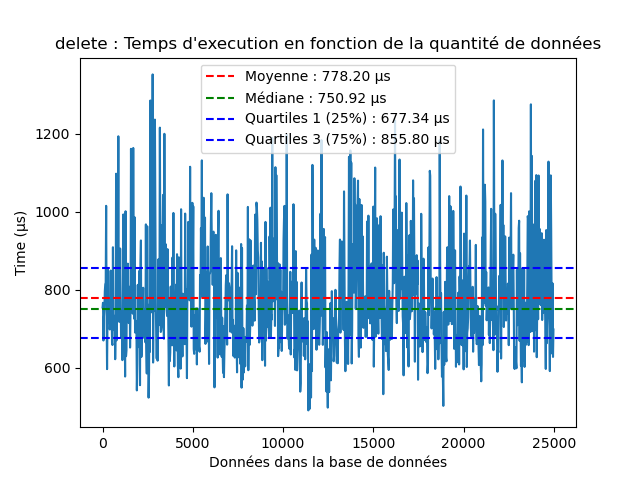 delete : Temps d'execution en fonction de la quantité de données
Moyenne : 778.20 µs
Médiane : 750.92 µs
Quartiles 1 (25%) : 677.34 µs
Quartiles 3 (75%) : 855.80 µs
Time (µs)
1200
1000
800
600
0 5000 10000 15000 20000 25000
Données dans la base de données